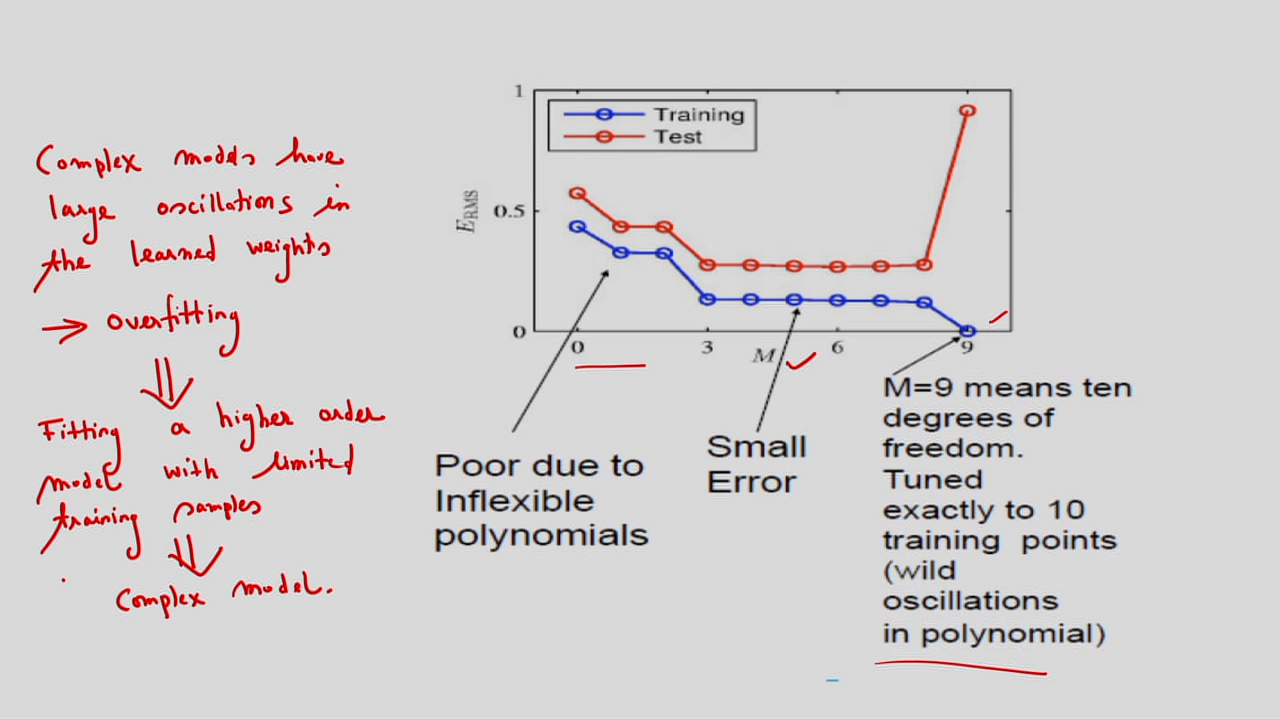 Complex models have
large oscillations in
the learned weights
→ overfitting
Fitting a higher order
model with limited
training samples
Complex model.
1
0.5
0
E_RMS
Training
Test
0
3
M
6
9
Poor due to
Inflexible
polynomials
Small
Error
M=9 means ten
degrees of
freedom.
Tuned
exactly to 10
training points
(wild
oscillations
in polynomial)